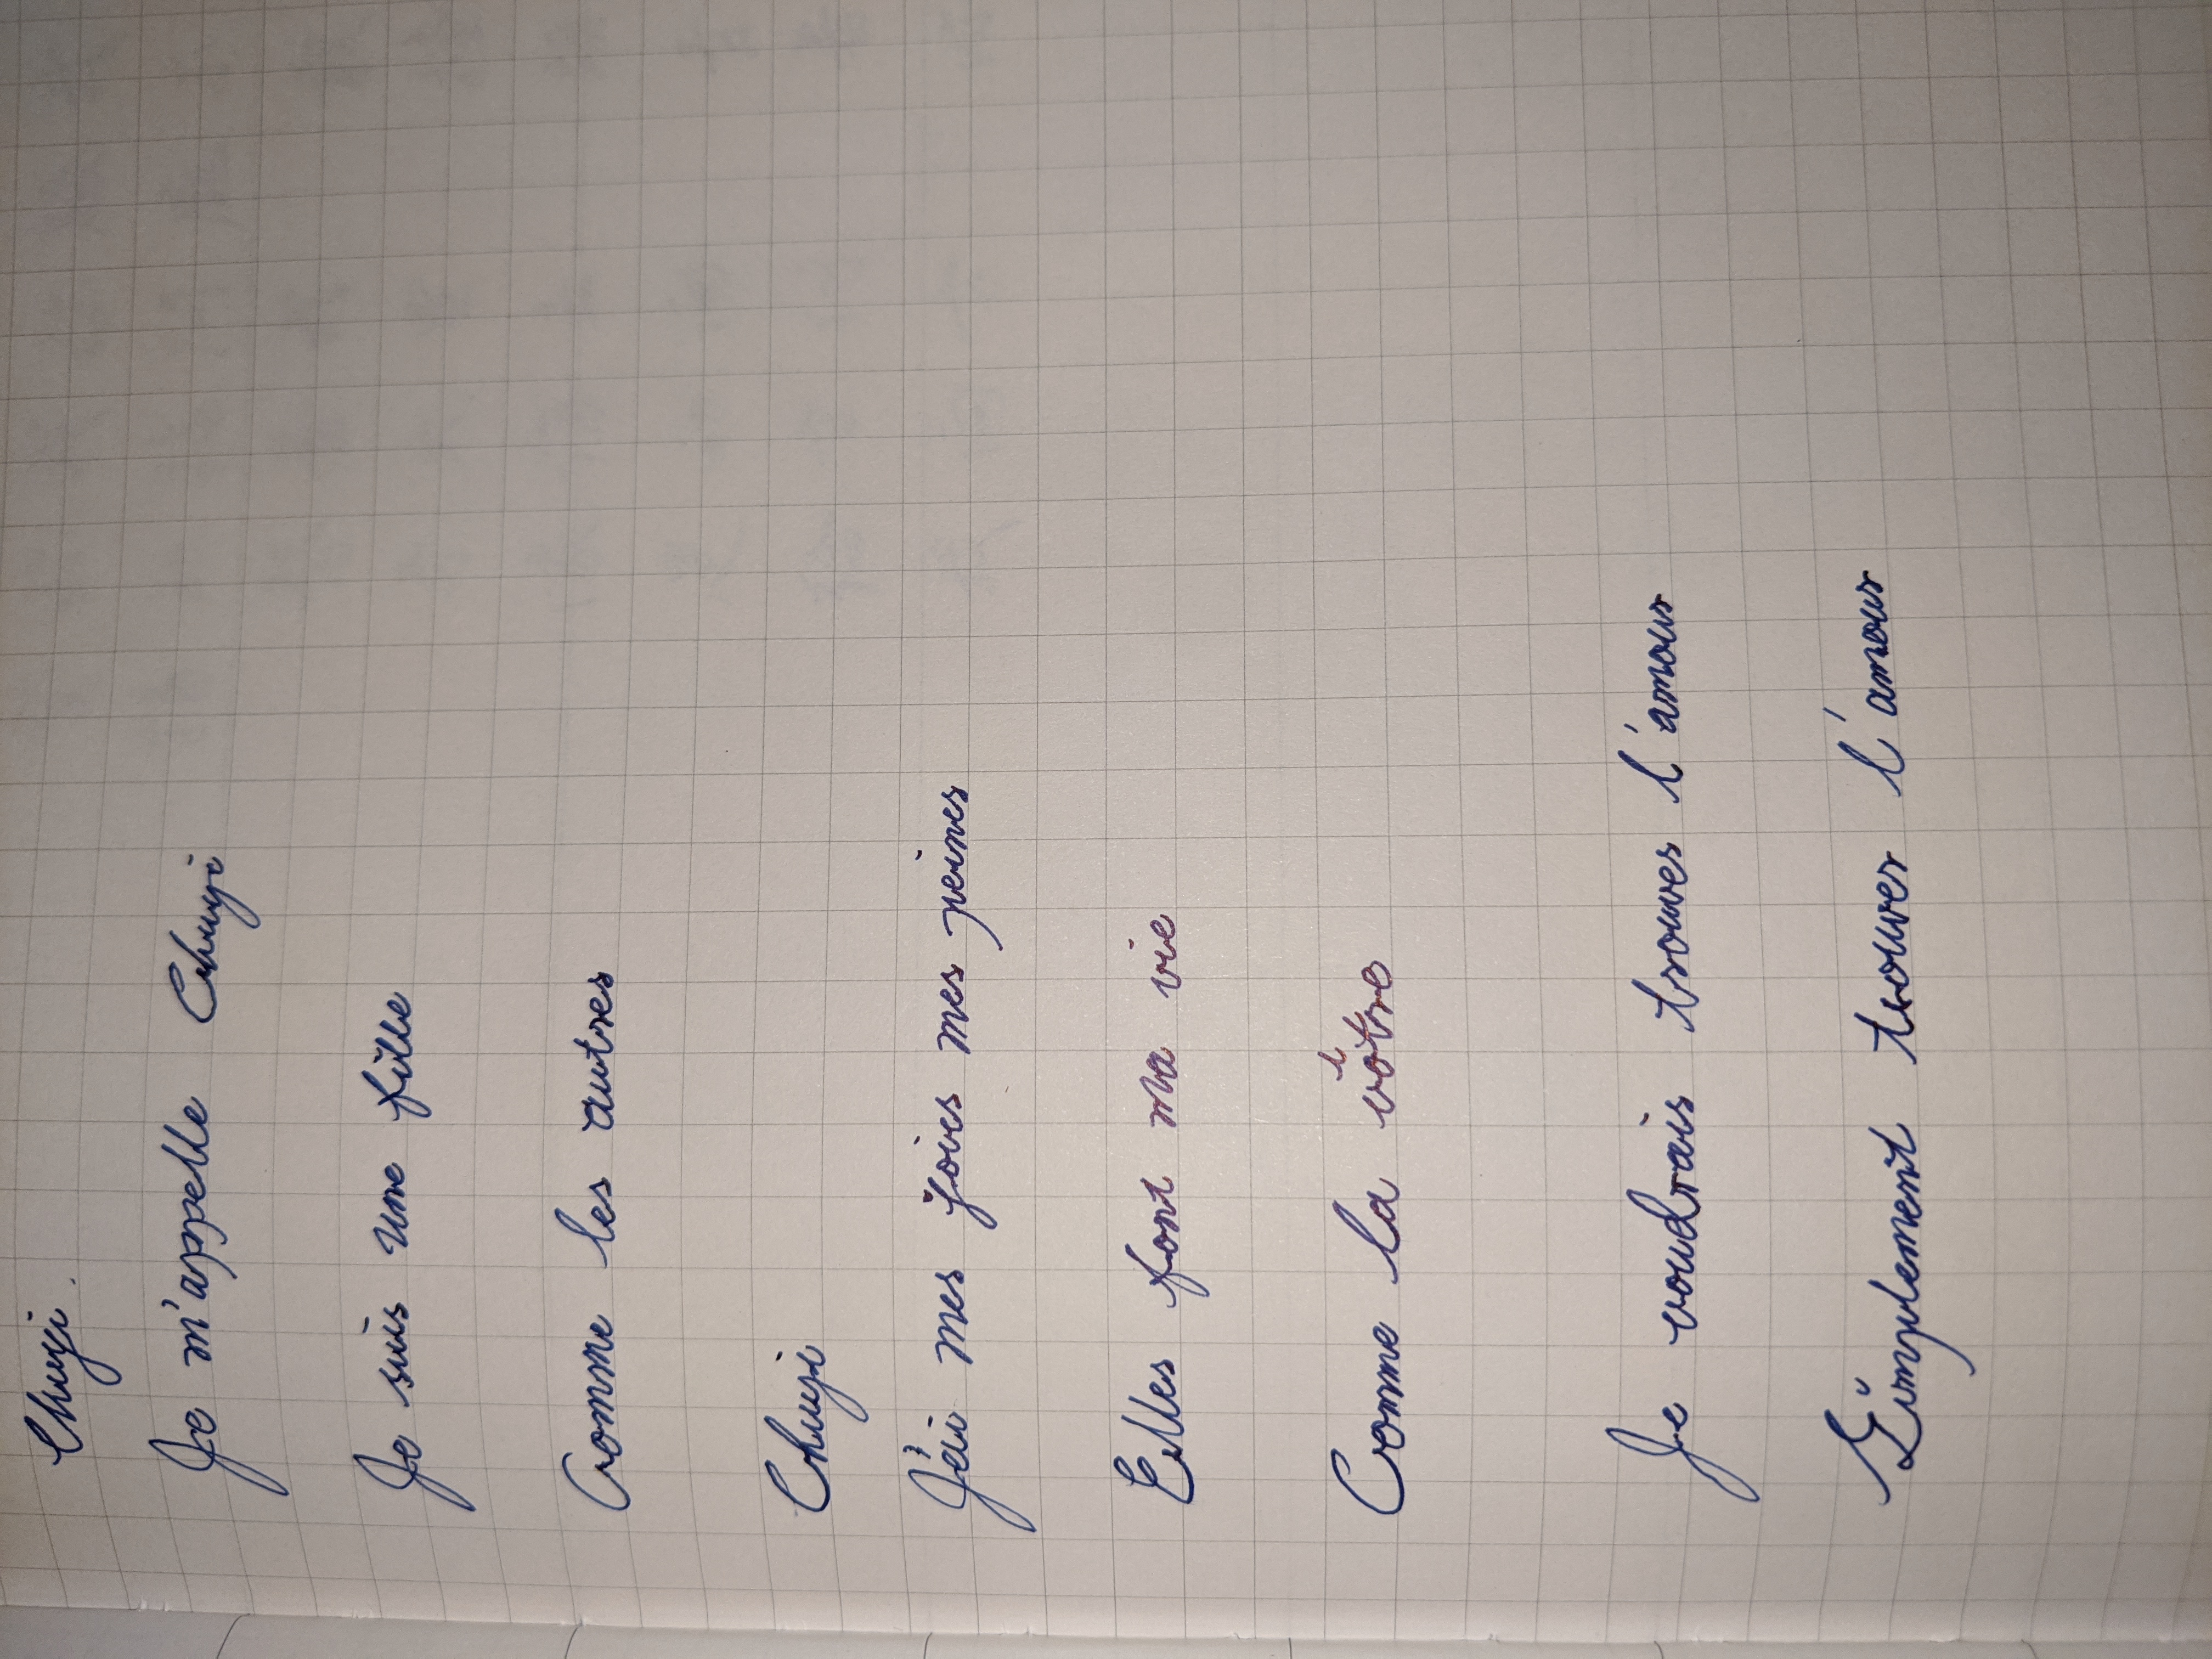 Chuyi.
Je m'appelle Chuyi
Je suis une fille
Comme les autres
Chuyi
J'ai mes joies mes peines
Elles font ma vie
Comme la vôtre
Je voudrais trouver l'amour
Simplement trouver l'amour